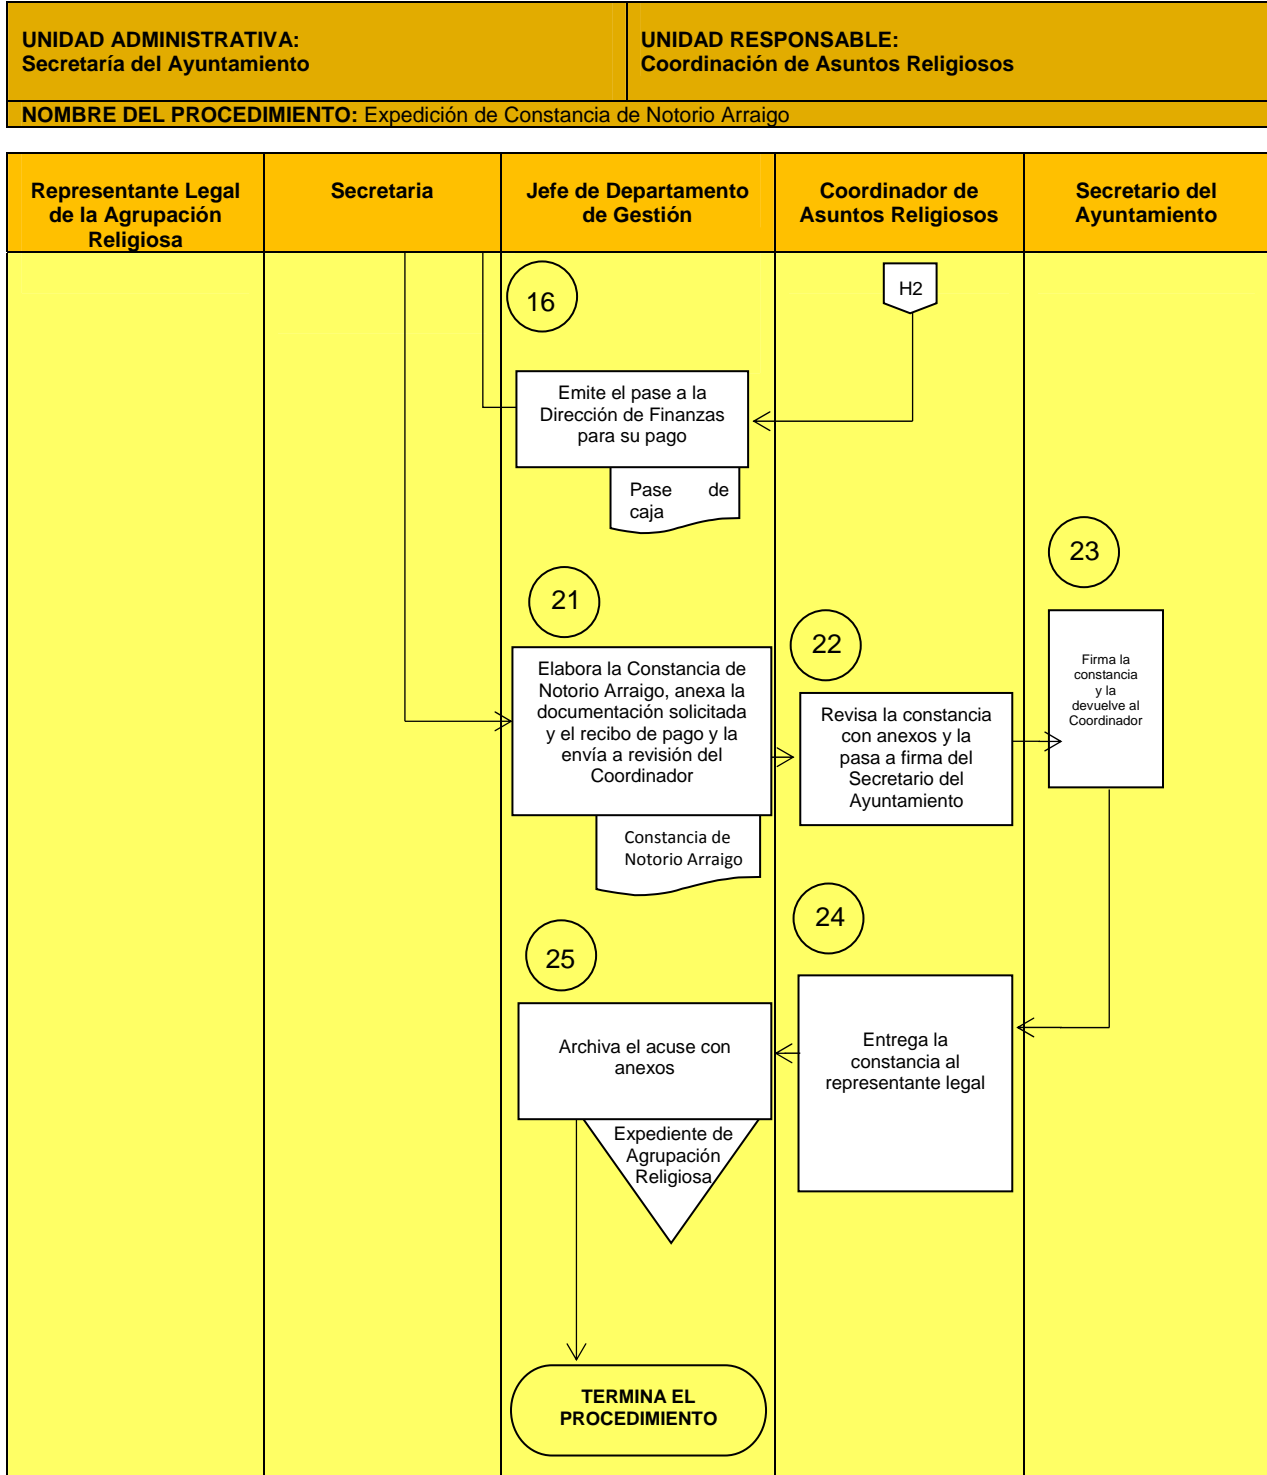 UNIDAD ADMINISTRATIVA:
Secretaría del Ayuntamiento
UNIDAD RESPONSABLE:
Coordinación de Asuntos Religiosos
NOMBRE DEL PROCEDIMIENTO: Expedición de Constancia de Notorio Arraigo
Representante Legal
de la Agrupación
Religiosa
Secretaria
Jefe de Departamento
de Gestión
Coordinador de
Asuntos Religiosos
Secretario del
Ayuntamiento
16
H2
Emite el pase a la
Dirección de Finanzas
para su pago
Pase de
caja
21
Elabora la Constancia de
Notorio Arraigo, anexa la
documentación solicitada
y el recibo de pago y la
envía a revisión del
Coordinador
Constancia de
Notorio Arraigo
22
Revisa la constancia
con anexos y la
pasa a firma del
Secretario del
Ayuntamiento
23
Firma la
constancia
y la
devuelve al
Coordinador
24
Entrega la
constancia al
representante legal
25
Archiva el acuse con
anexos
Expediente de
Agrupación
Religiosa
TERMINA EL
PROCEDIMIENTO